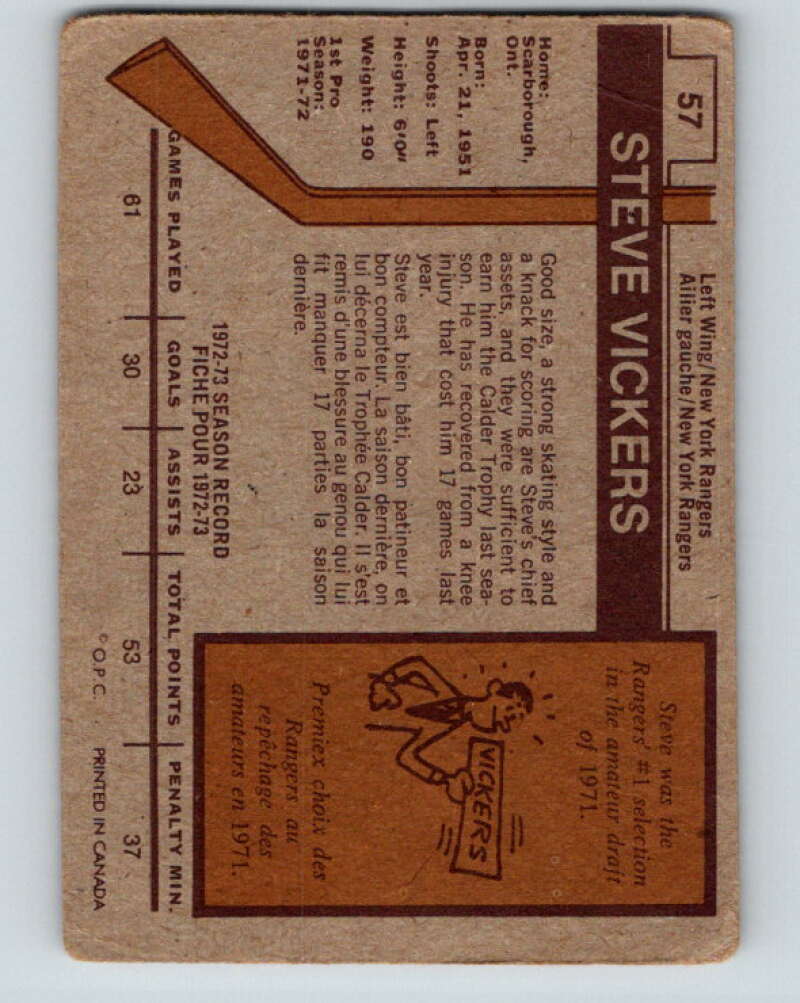 57
Left Wing/New York Rangers
Ailier gauche/New York Rangers
STEVE VICKERS
Home:
Scarborough,
Ont.
Born:
Apr. 21, 1951
Shoots: Left
Height: 6'0"
Weight: 190
1st Pro
Season:
1971-72
Good size, a strong skating style and
a knack for scoring are Steve's chief
assets, and they were sufficient to
earn him the Calder Trophy last sea-
son. He has recovered from a knee
injury that cost him 17 games last
year.
Steve est bien bâti, bon patineur et
bon compteur. La saison dernière, on
lui décerna le Trophée Calder. Il s'est
remis d'une blessure au genou qui lui
fit manquer 17 parties la saison
dernière.
Steve was the
Rangers' #1 selection
in the amateur draft
of 1971.
VICKERS
Premiex choix des
Rangers au
repêchage des
amateurs en 1971.
1972-73 SEASON RECORD
FICHE POUR 1972-73
GAMES PLAYED GOALS ASSISTS TOTAL POINTS PENALTY MIN.
61 30 23 53 37
© O.P.C. PRINTED IN CANADA